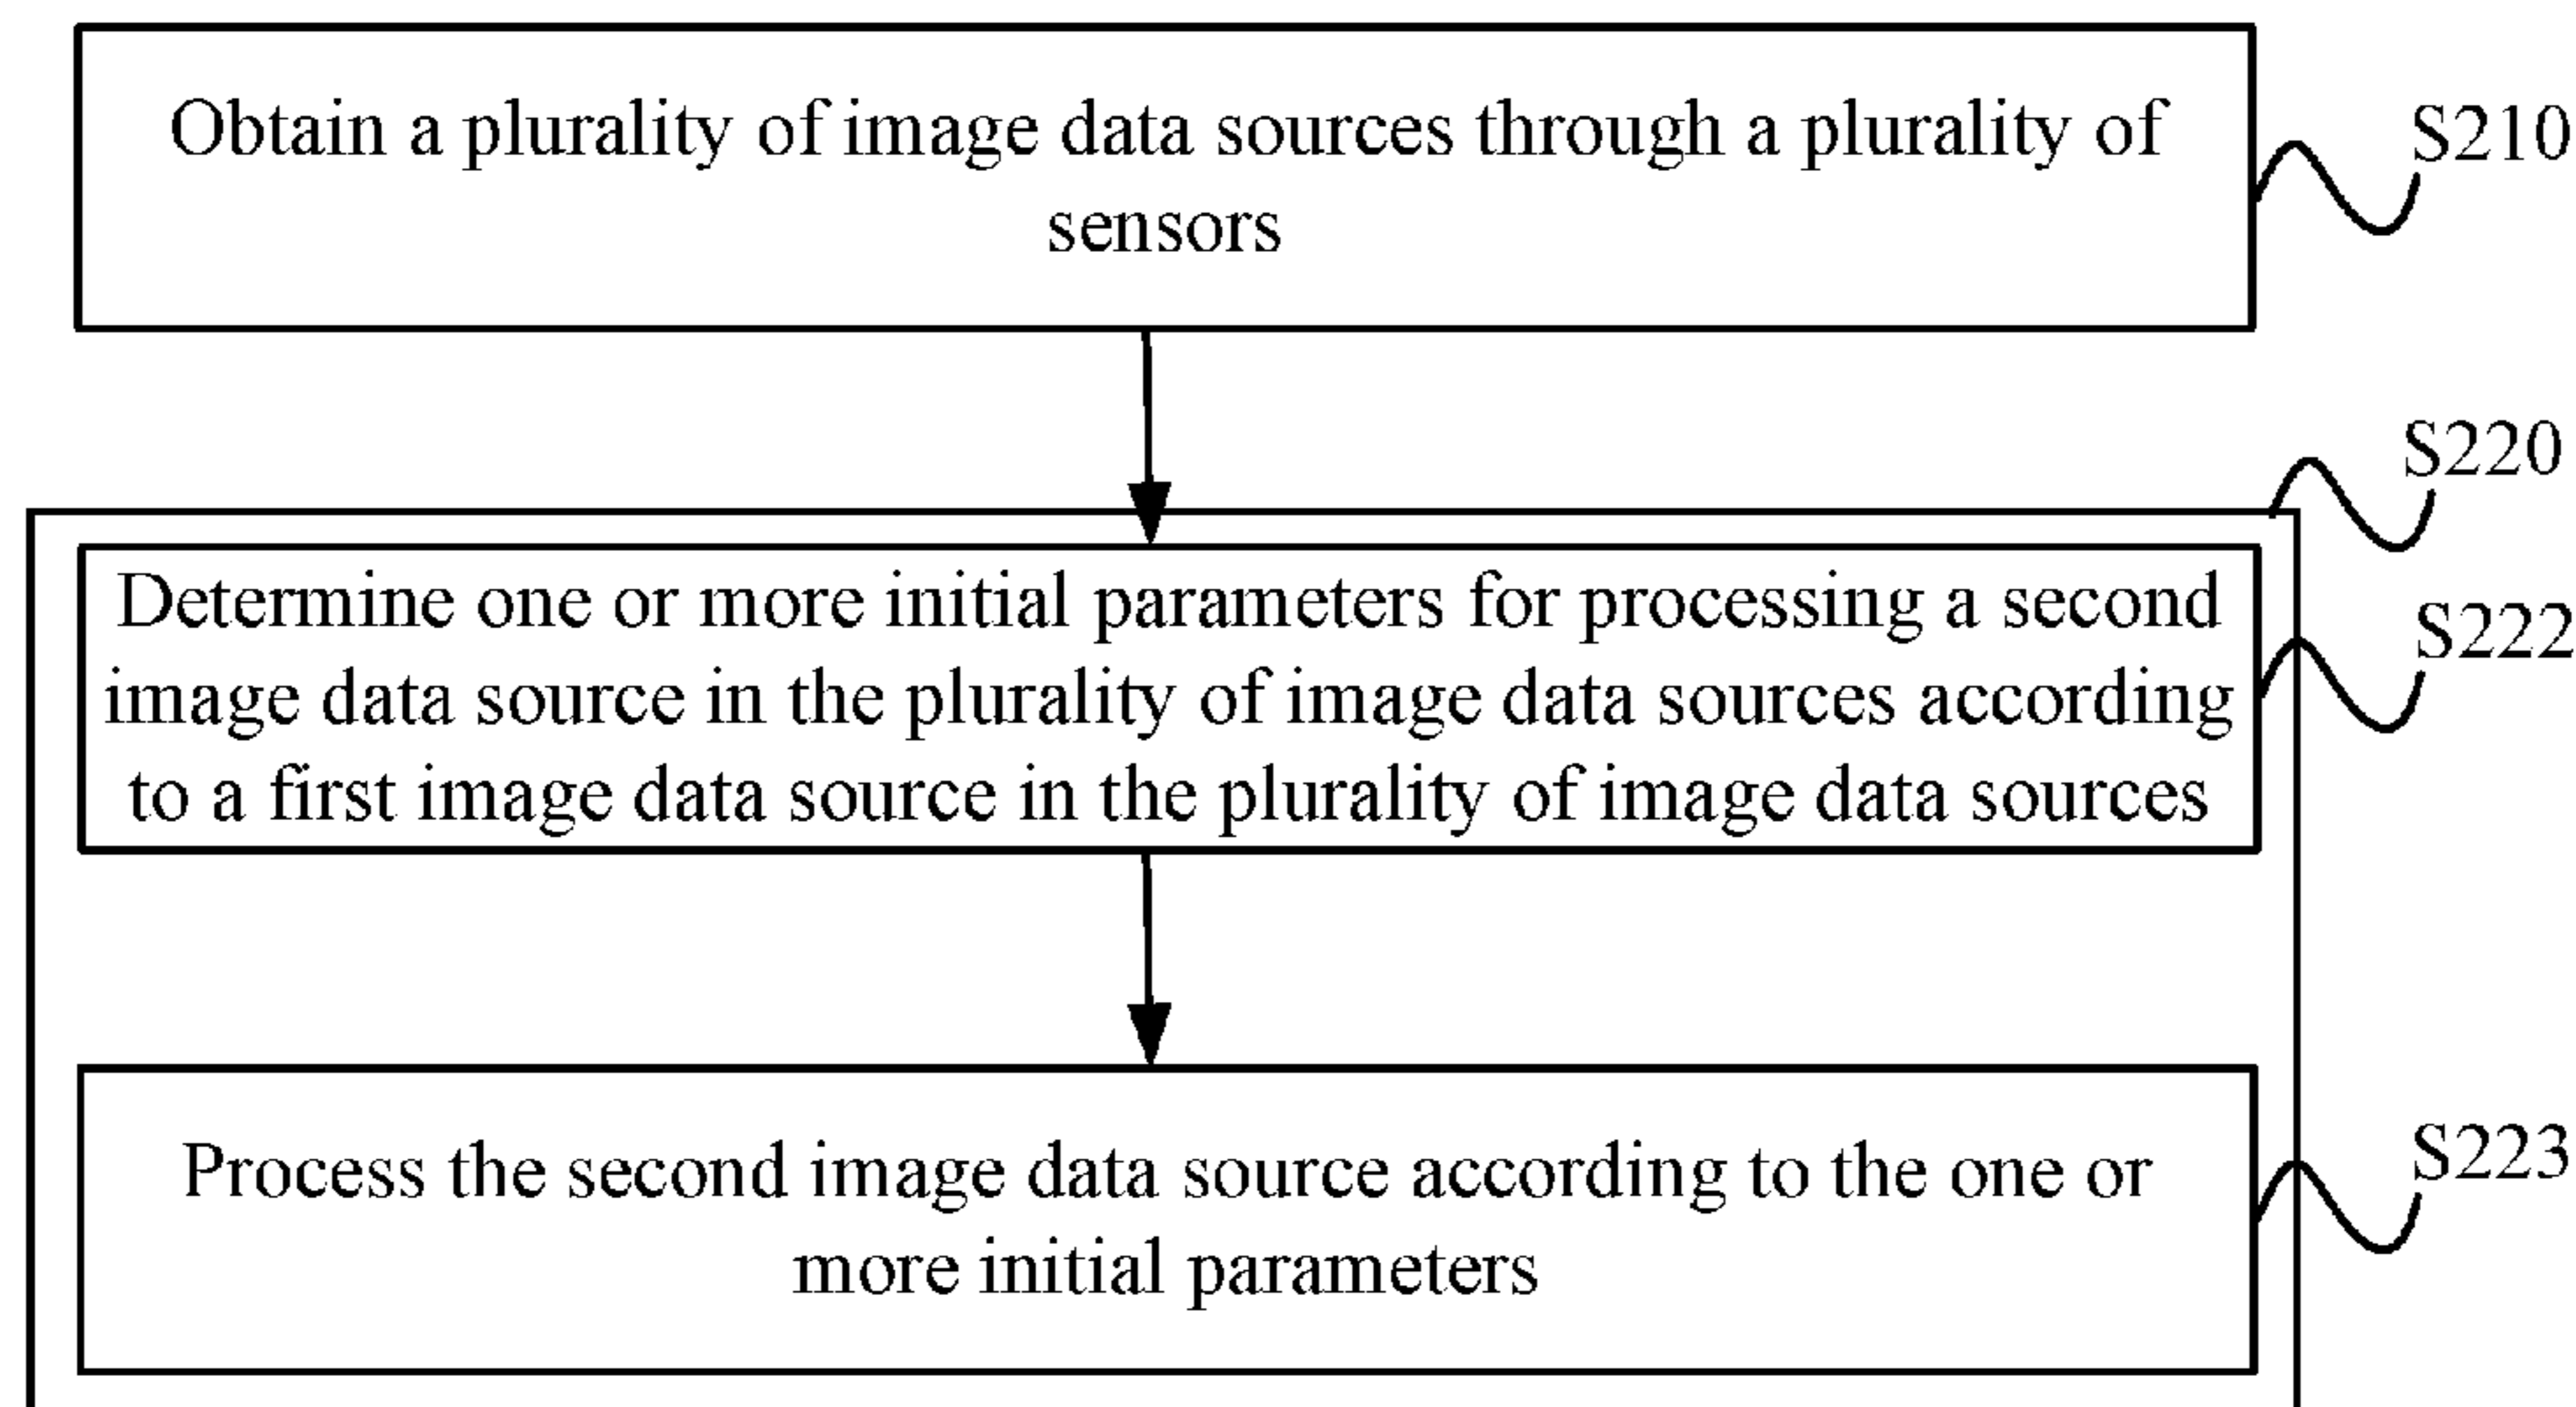 Obtain a plurality of image data sources through a plurality of
sensors
S210
S220
Determine one or more initial parameters for processing a second
image data source in the plurality of image data sources according
to a first image data source in the plurality of image data sources
S222
Process the second image data source according to the one or
more initial parameters
S223